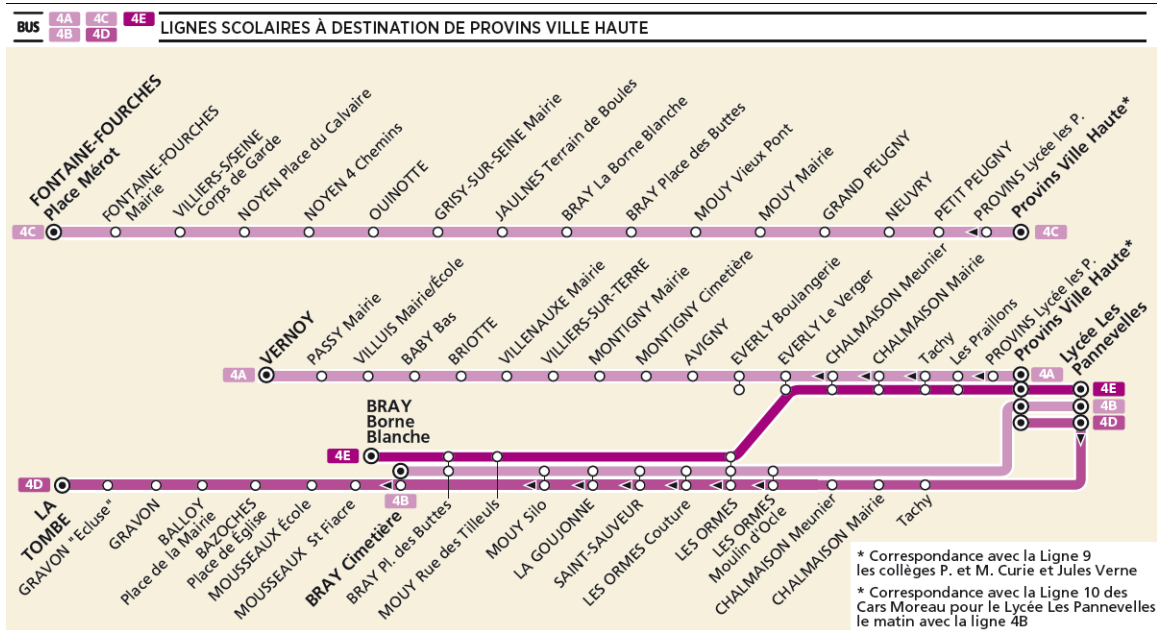 BUS 4A 4C 4E 4B 4D LIGNES SCOLAIRES À DESTINATION DE PROVINS VILLE HAUTE
FONTAINE-FOURCHES
Place Mérot
FONTAINE-FOURCHES
Mairie
VILLIERS-S/SEINE
Corps de Garde
NOYEN Place du Calvaire
NOYEN 4 Chemins
OUINOTTE
GRISY-SUR-SEINE Mairie
JAULNES Terrain de Boules
BRAY La Borne Blanche
BRAY Place des Buttes
MOUY Vieux Pont
MOUY Mairie
GRAND PEUGNY
NEUVRY
PETIT PEUGNY
PROVINS Lycée les P.
Provins Ville Haute*
4C
4C
VERNOY
PASSY Mairie
VILLUIS Mairie/École
BABY Bas
BRIOTTE
VILLENAUXE Mairie
VILLIERS-SUR-TERRE
MONTIGNY Mairie
MONTIGNY Cimetière
AVIGNY
EVERLY Boulangerie
EVERLY Le Verger
CHALMAISON Meunier
CHALMAISON Mairie
Tachy
Les Praillons
PROVINS Lycée les P.
Provins Ville Haute*
Lycée Les
Pannevelles
4A
4A
4E
4B
4D
BRAY
Borne
Blanche
4E
4D
4B
LA
TOMBE
GRAVON "Ecluse"
GRAVON
BALLOY
Place de la Mairie
BAZOCHES
Place de Église
MOUSSEAUX École
MOUSSEAUX St Fiacre
BRAY Cimetière
BRAY Pl. des Buttes
MOUY Rue des Tilleuls
MOUY Silo
LA GOUJONNE
SAINT-SAUVEUR
LES ORMES Couture
LES ORMES
LES ORMES
Moulin d'Ocle
CHALMAISON Meunier
CHALMAISON Mairie
Tachy
* Correspondance avec la Ligne 9
les collèges P. et M. Curie et Jules Verne
* Correspondance avec la Ligne 10 des
Cars Moreau pour le Lycée Les Pannevelles
le matin avec la ligne 4B